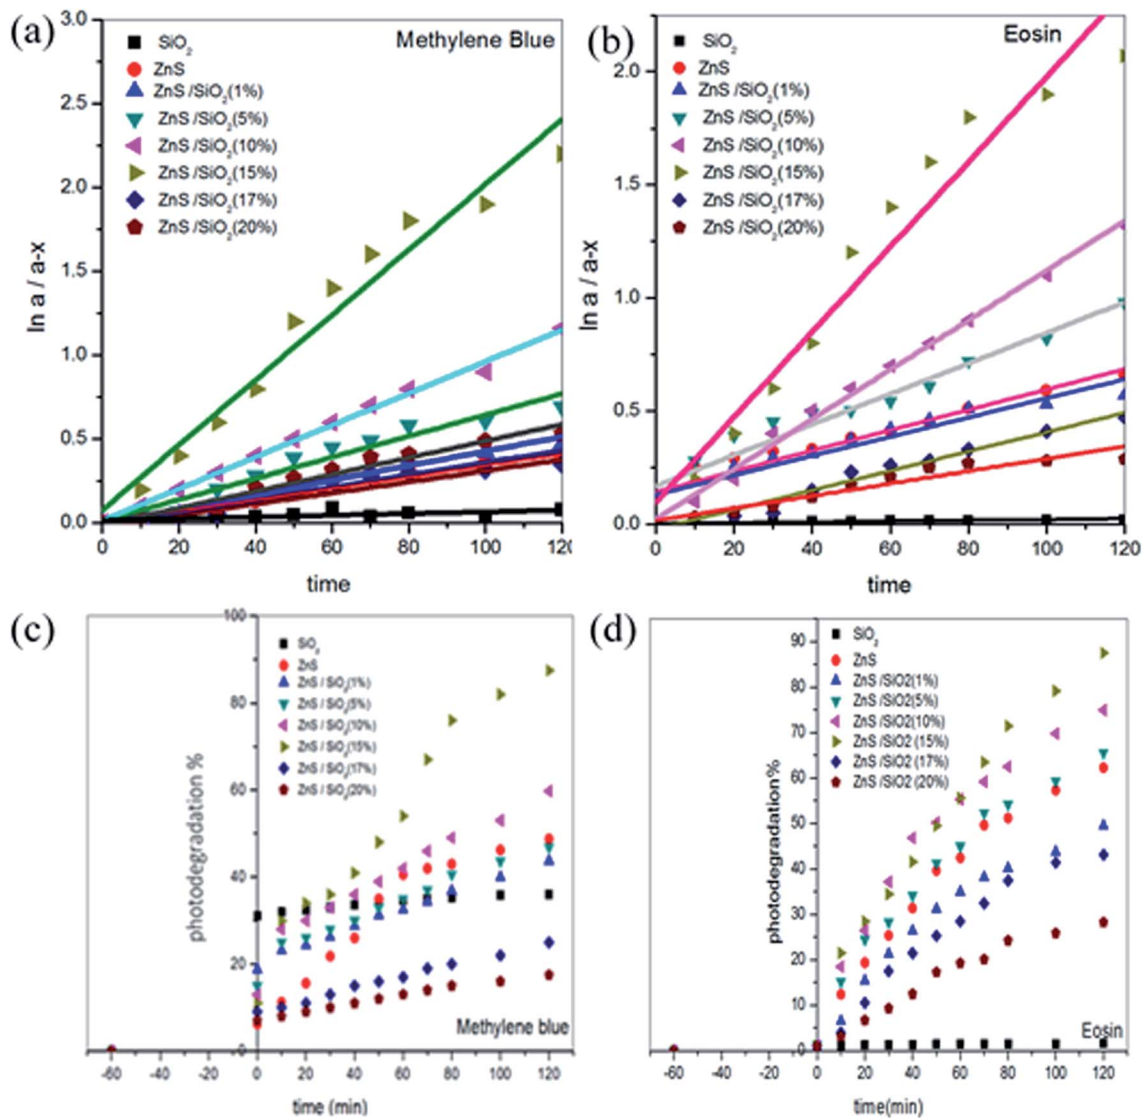 (a)
Methylene Blue
SiO2
ZnS
ZnS /SiO2(1%)
ZnS /SiO2(5%)
ZnS /SiO2(10%)
ZnS /SiO2(15%)
ZnS /SiO2(17%)
ZnS /SiO2(20%)
3.0
2.5
2.0
1.5
1.0
0.5
0.0
ln a / a-x
0 20 40 60 80 100 120
time
(b)
Eosin
SiO2
ZnS
ZnS /SiO2(1%)
ZnS /SiO2(5%)
ZnS /SiO2(10%)
ZnS /SiO2(15%)
ZnS /SiO2(17%)
ZnS /SiO2(20%)
2.0
1.5
1.0
0.5
0.0
ln a / a-x
0 20 40 60 80 100 120
time
(c)
SiO2
ZnS
ZnS / SiO2(1%)
ZnS / SiO2(5%)
ZnS / SiO2(10%)
ZnS / SiO2(15%)
ZnS / SiO2(17%)
ZnS / SiO2(20%)
100
80
60
40
20
0
photodegradation %
Methylene blue
-60 -40 -20 0 20 40 60 80 100 120
time (min)
(d)
SiO2
ZnS
ZnS /SiO2(1%)
ZnS /SiO2(5%)
ZnS /SiO2(10%)
ZnS /SiO2 (15%)
ZnS /SiO2 (17%)
ZnS /SiO2 (20%)
90
80
70
60
50
40
30
20
10
0
photodegradation%
Eosin
-60 -40 -20 0 20 40 60 80 100 120
time(min)